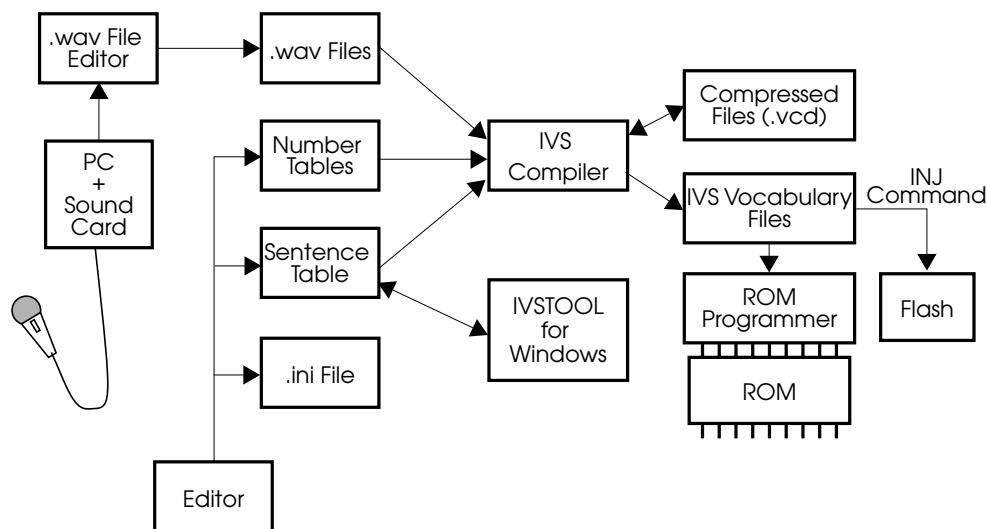 .wav File
Editor
.wav Files
PC
+
Sound
Card
Number
Tables
Sentence
Table
.ini File
Editor
IVS
Compiler
IVSTOOL
for
Windows
Compressed
Files (.vcd)
IVS Vocabulary
Files
INJ
Command
ROM
Programmer
ROM
Flash